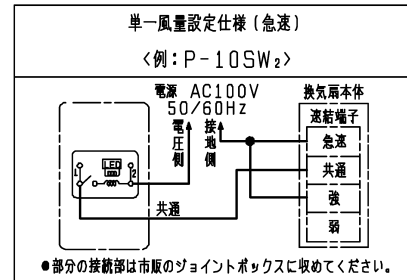 単一風量設定仕様(急速)
<例:P-10SW₂>
電源 AC100V
50/60Hz
電圧側
接地側
換気扇本体
速結端子
急速
共通
強
弱
LED
1
2
共通
●部分の接続部は市販のジョイントボックスに収めてください。